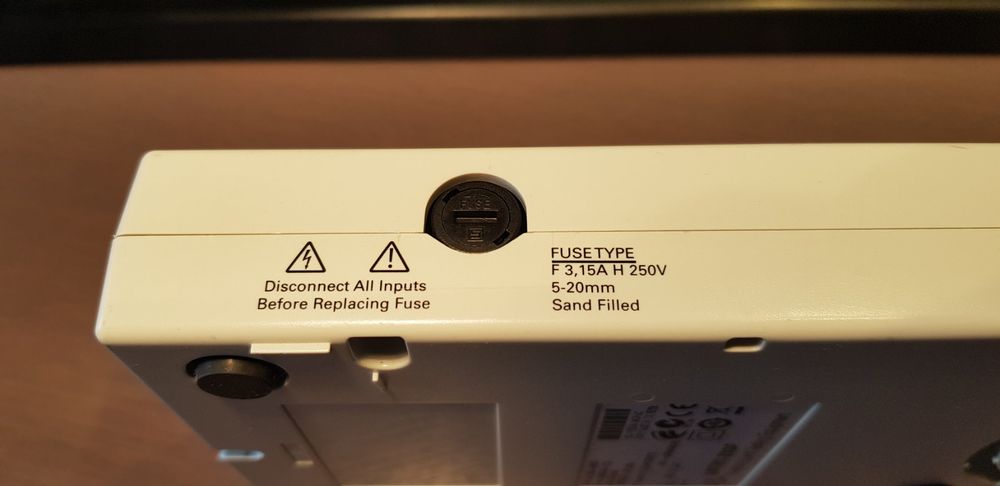 FUSE
Disconnect All Inputs
Before Replacing Fuse
FUSE TYPE
F 3,15A H 250V
5-20mm
Sand Filled